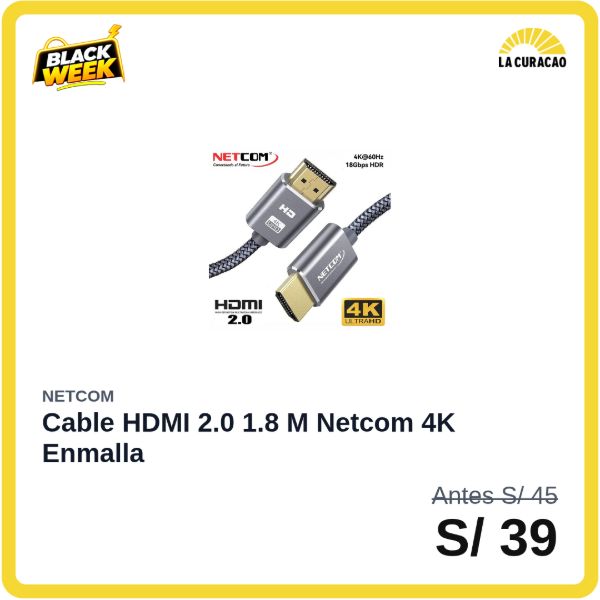 BLACK
WEEK
LA CURACAO
NETCOM
4K@60Hz
18Gbps HDR
HD
4K
NETCOM
HDMI
2.0
4K
ULTRA HD
NETCOM
Cable HDMI 2.0 1.8 M Netcom 4K
Enmalla
Antes S/ 45
S/ 39